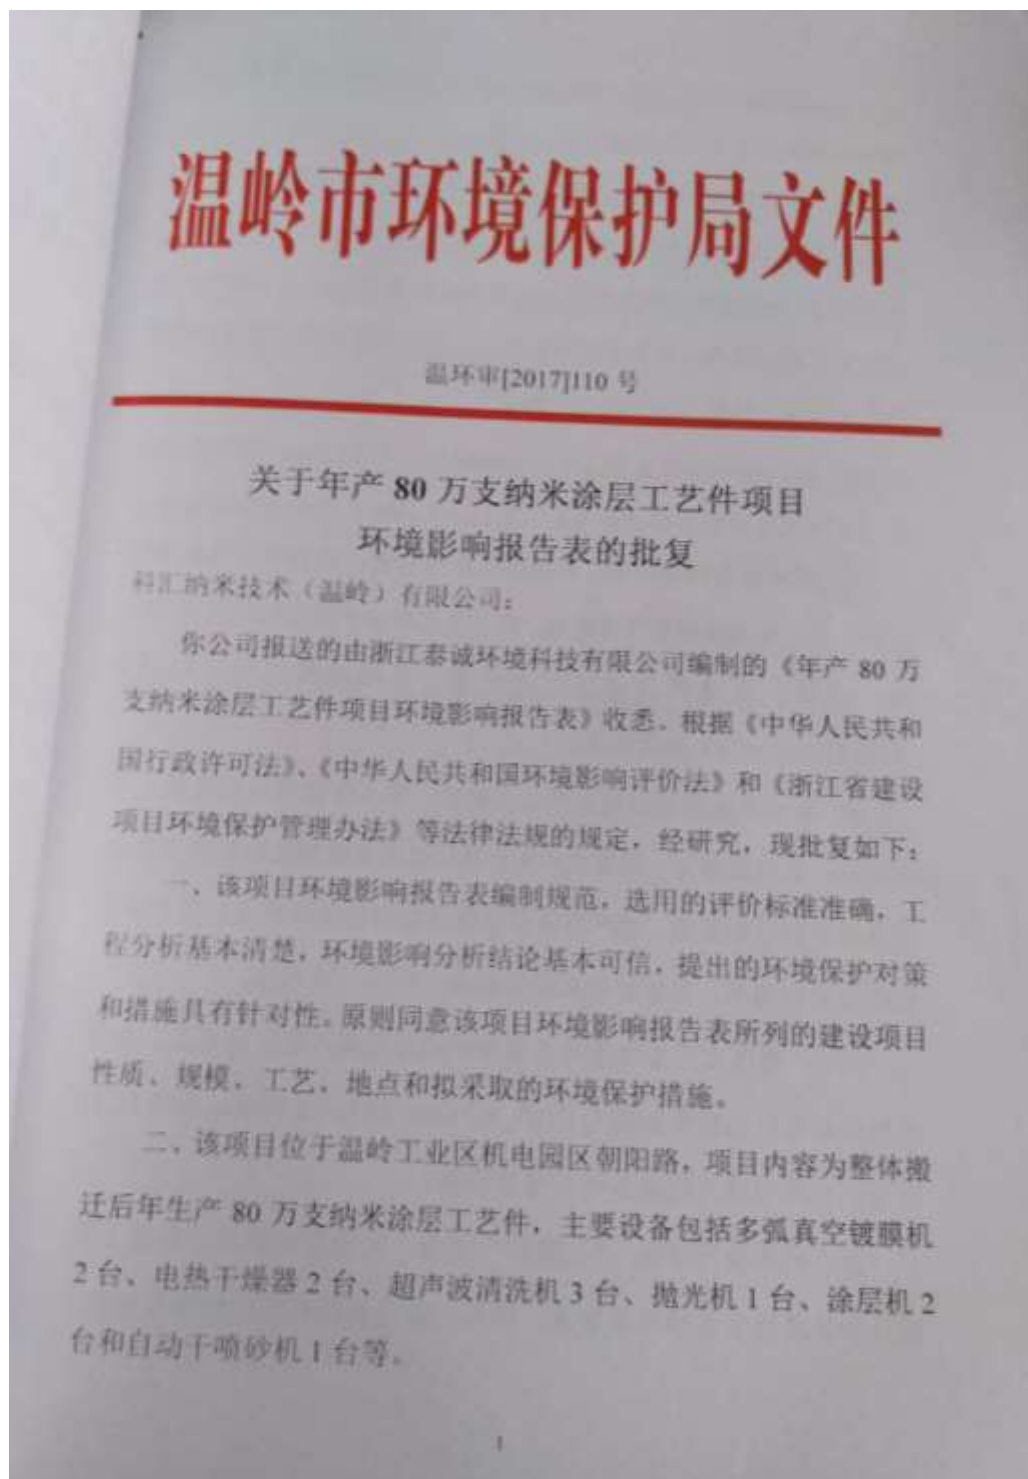 温岭市环境保护局文件
温环审[2017]110 号
关于年产 80 万支纳米涂层工艺件项目
环境影响报告表的批复
科汇纳米技术（温岭）有限公司：
你公司报送的由浙江泰诚环境科技有限公司编制的《年产 80 万
支纳米涂层工艺件项目环境影响报告表》收悉。根据《中华人民共和
国行政许可法》、《中华人民共和国环境影响评价法》和《浙江省建设
项目环境保护管理办法》等法律法规的规定，经研究，现批复如下：
一、该项目环境影响报告表编制规范，选用的评价标准准确，工
程分析基本清楚，环境影响分析结论基本可信，提出的环境保护对策
和措施具有针对性。原则同意该项目环境影响报告表所列的建设项目
性质、规模、工艺、地点和拟采取的环境保护措施。
二、该项目位于温岭工业区机电园区朝阳路，项目内容为整体搬
迁后年生产 80 万支纳米涂层工艺件，主要设备包括多弧真空镀膜机
2 台、电热干燥器 2 台、超声波清洗机 3 台、抛光机 1 台、涂层机 2
台和自动干喷砂机 1 台等。
1